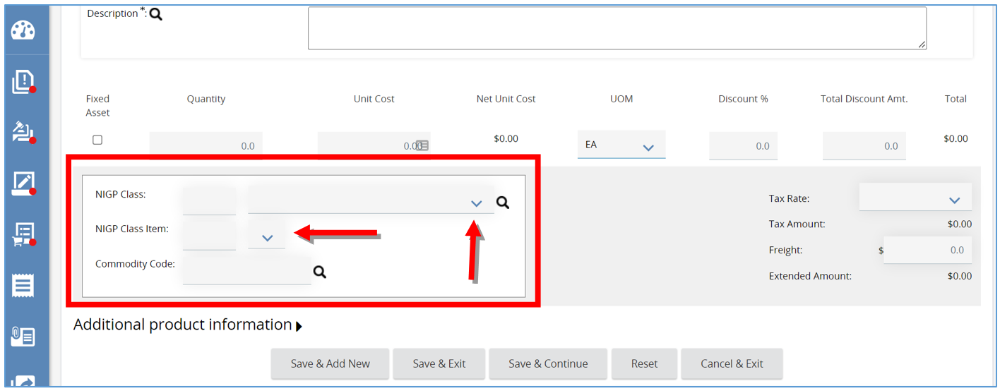 Description *:
Fixed Asset Quantity Unit Cost Net Unit Cost UOM Discount % Total Discount Amt. Total
0.0 0.00 $0.00 EA 0.0 0.0 $0.00
NIGP Class: Tax Rate:
NIGP Class Item: Tax Amount: $0.00
Commodity Code: Freight: $ 0.0
Extended Amount: $0.00
Additional product information
Save & Add New Save & Exit Save & Continue Reset Cancel & Exit